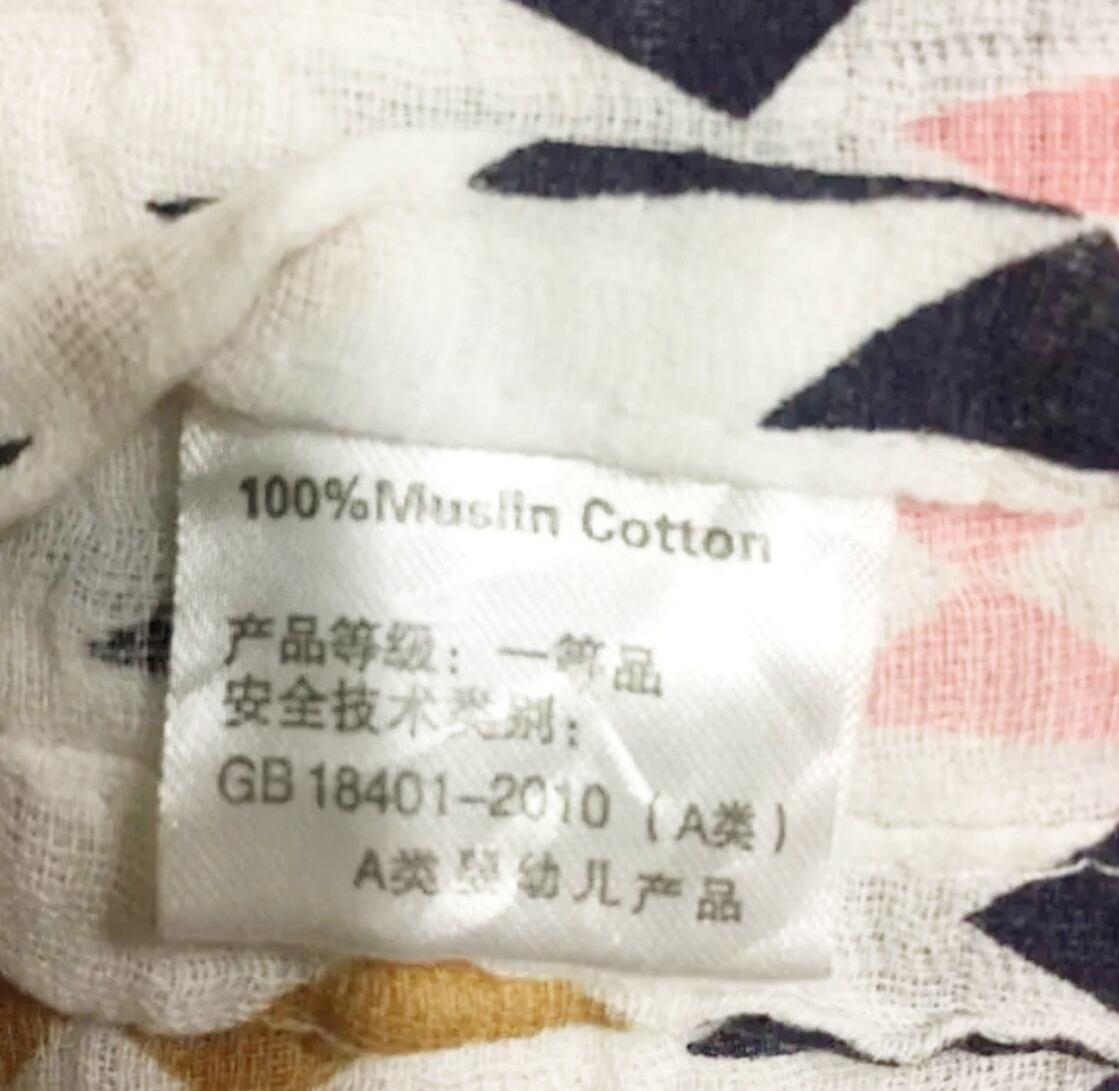 100%Muslin Cotton
产品等级：一等品
安全技术类别：
GB 18401-2010（A类）
A类婴幼儿产品